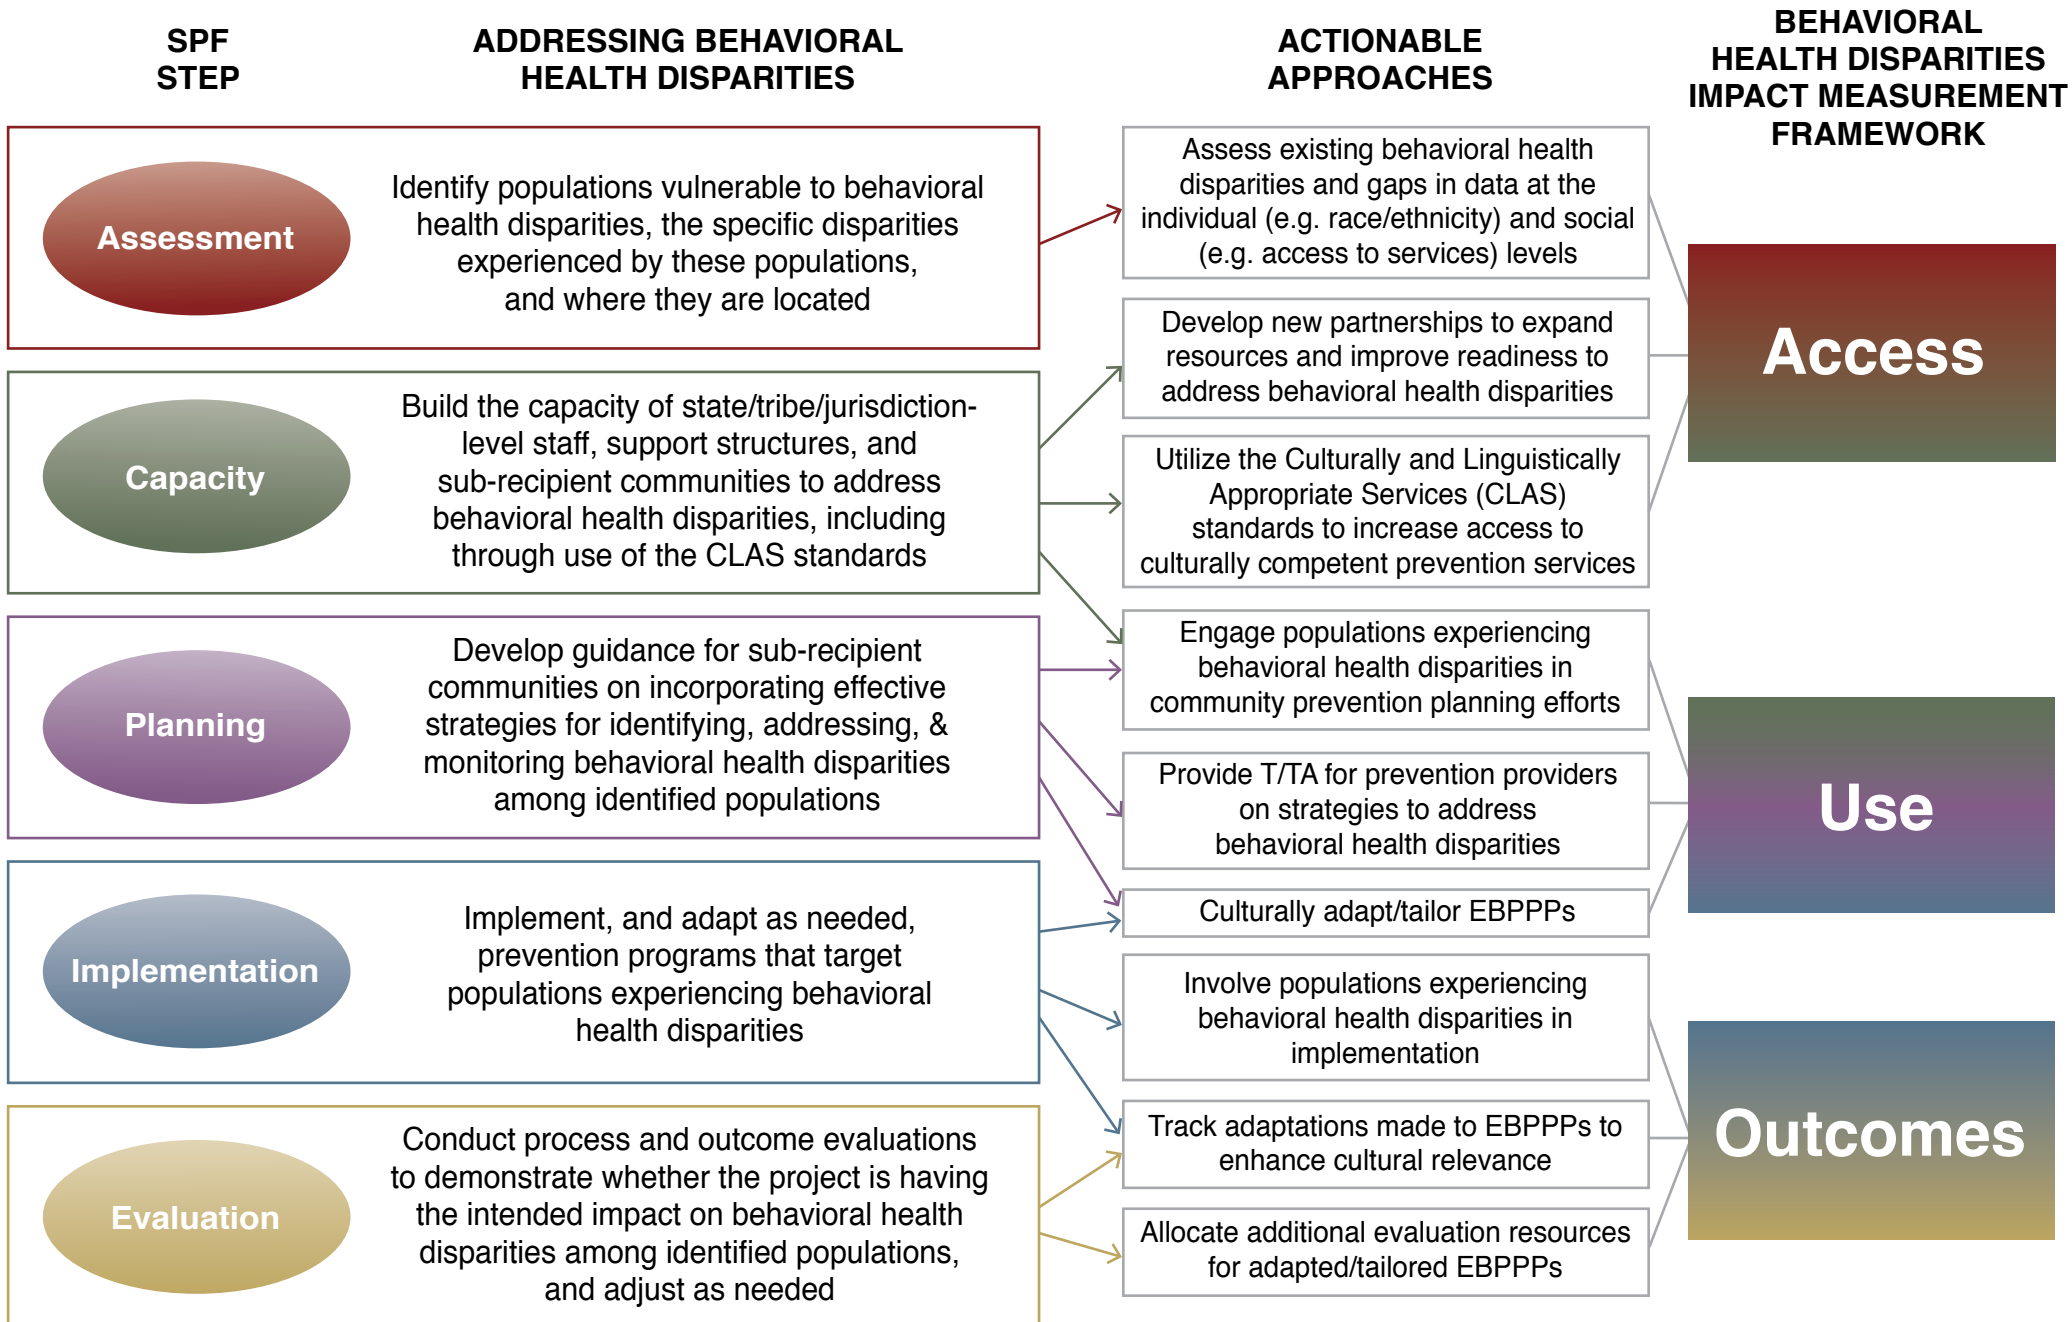 SPF
STEP
ADDRESSING BEHAVIORAL
HEALTH DISPARITIES
ACTIONABLE
APPROACHES
BEHAVIORAL
HEALTH DISPARITIES
IMPACT MEASUREMENT
FRAMEWORK
Assessment
Identify populations vulnerable to behavioral
health disparities, the specific disparities
experienced by these populations,
and where they are located
Capacity
Build the capacity of state/tribe/jurisdiction-
level staff, support structures, and
sub-recipient communities to address
behavioral health disparities, including
through use of the CLAS standards
Planning
Develop guidance for sub-recipient
communities on incorporating effective
strategies for identifying, addressing, &
monitoring behavioral health disparities
among identified populations
Implementation
Implement, and adapt as needed,
prevention programs that target
populations experiencing behavioral
health disparities
Evaluation
Conduct process and outcome evaluations
to demonstrate whether the project is having
the intended impact on behavioral health
disparities among identified populations,
and adjust as needed
Assess existing behavioral health
disparities and gaps in data at the
individual (e.g. race/ethnicity) and social
(e.g. access to services) levels
Develop new partnerships to expand
resources and improve readiness to
address behavioral health disparities
Utilize the Culturally and Linguistically
Appropriate Services (CLAS)
standards to increase access to
culturally competent prevention services
Engage populations experiencing
behavioral health disparities in
community prevention planning efforts
Provide T/TA for prevention providers
on strategies to address
behavioral health disparities
Culturally adapt/tailor EBPPPs
Involve populations experiencing
behavioral health disparities in
implementation
Track adaptations made to EBPPPs to
enhance cultural relevance
Allocate additional evaluation resources
for adapted/tailored EBPPPs
Access
Use
Outcomes